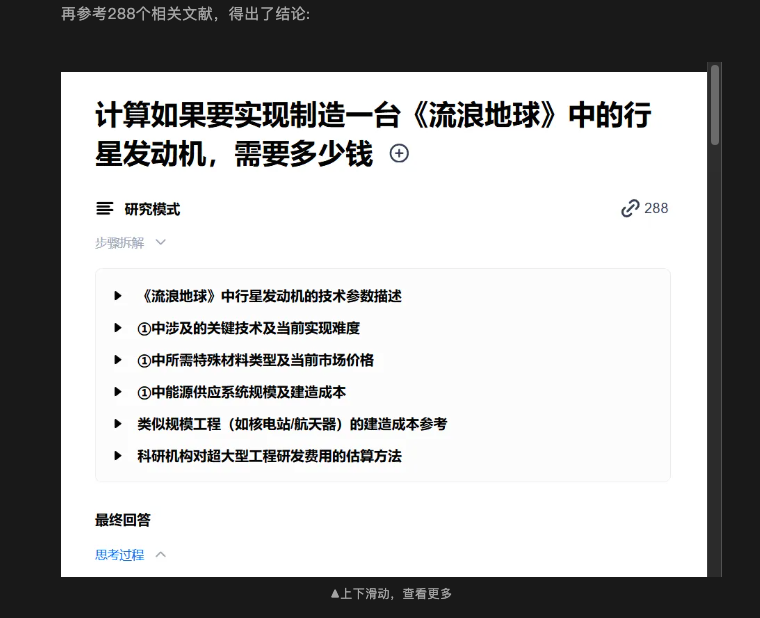 再参考288个相关文献，得出了结论:
计算如果要实现制造一台《流浪地球》中的行
星发动机，需要多少钱
研究模式
288
步骤拆解
《流浪地球》中行星发动机的技术参数描述
①中涉及的关键技术及当前实现难度
①中所需特殊材料类型及当前市场价格
①中能源供应系统规模及建造成本
类似规模工程（如核电站/航天器）的建造成本参考
科研机构对超大型工程研发费用的估算方法
最终回答
思考过程
▲上下滑动，查看更多